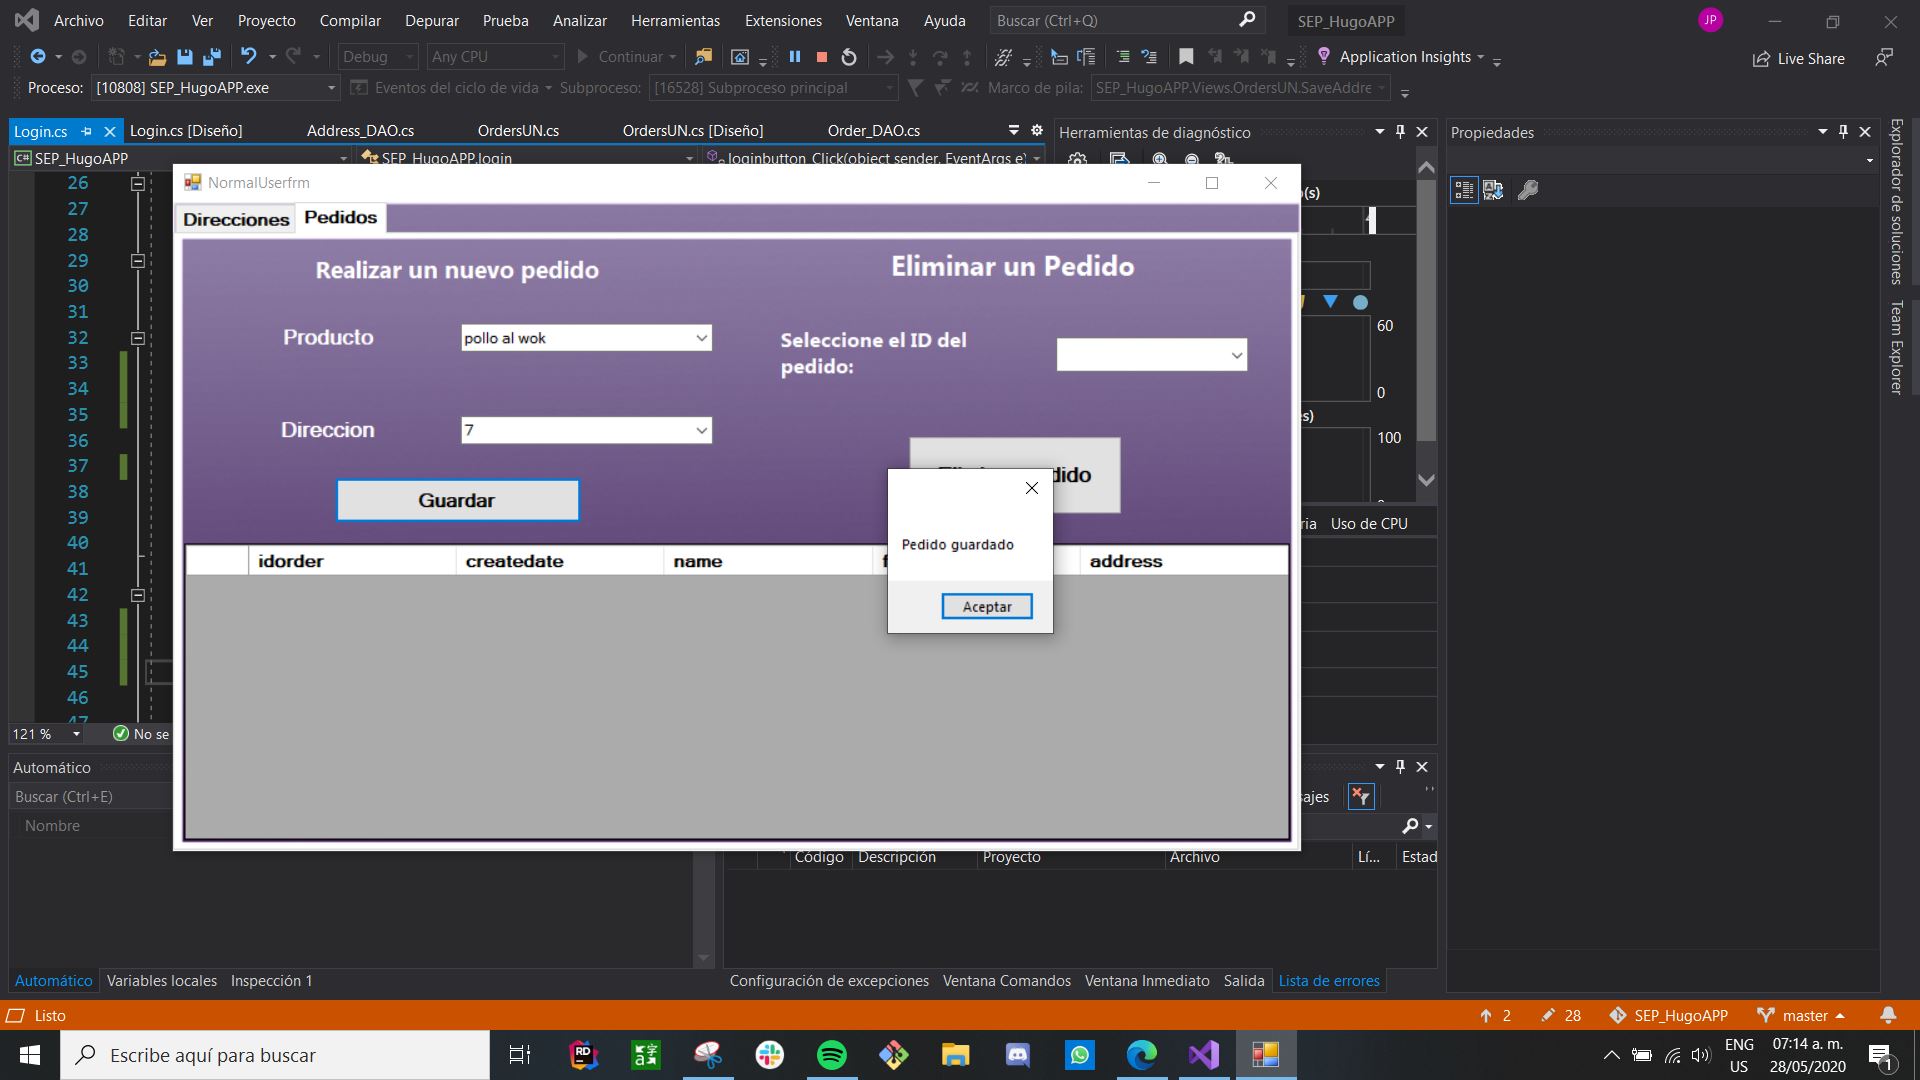 Archivo Editar Ver Proyecto Compilar Depurar Prueba Analizar Herramientas Extensiones Ventana Ayuda Buscar (Ctrl+Q) SEP_HugoAPP JP
Debug Any CPU Continuar Application Insights Live Share
Proceso: [10808] SEP_HugoAPP.exe Eventos del ciclo de vida Subproceso: [16528] Subproceso principal Marco de pila: SEP_HugoAPP.Views.OrdersUN.SaveAddre
Login.cs Login.cs [Diseño] Address_DAO.cs OrdersUN.cs OrdersUN.cs [Diseño] Order_DAO.cs Herramientas de diagnóstico Propiedades
SEP_HugoAPP SEP_HugoAPP.login loginbutton_Click(object sender, EventArgs e)
Explorador de soluciones
Team Explorer
26
27
28
29
30
31
32
33
34
35
36
37
38
39
40
41
42
43
44
45
46
47
NormalUserfrm
Direcciones Pedidos
Realizar un nuevo pedido
Eliminar un Pedido
Producto pollo al wok
Seleccione el ID del
pedido:
Direccion 7
Guardar
dido
Pedido guardado
Aceptar
idorder createdate name f address
(s)
60
0
s)
100
ria Uso de CPU
121 % No se
Automático
Buscar (Ctrl+E)
Nombre
sajes
Código Descripción Proyecto Archivo Lí... Estad
Automático Variables locales Inspección 1
Configuración de excepciones Ventana Comandos Ventana Inmediato Salida Lista de errores
Listo 2 28 SEP_HugoAPP master
Escribe aquí para buscar
ENG
US
07:14 a. m.
28/05/2020
1